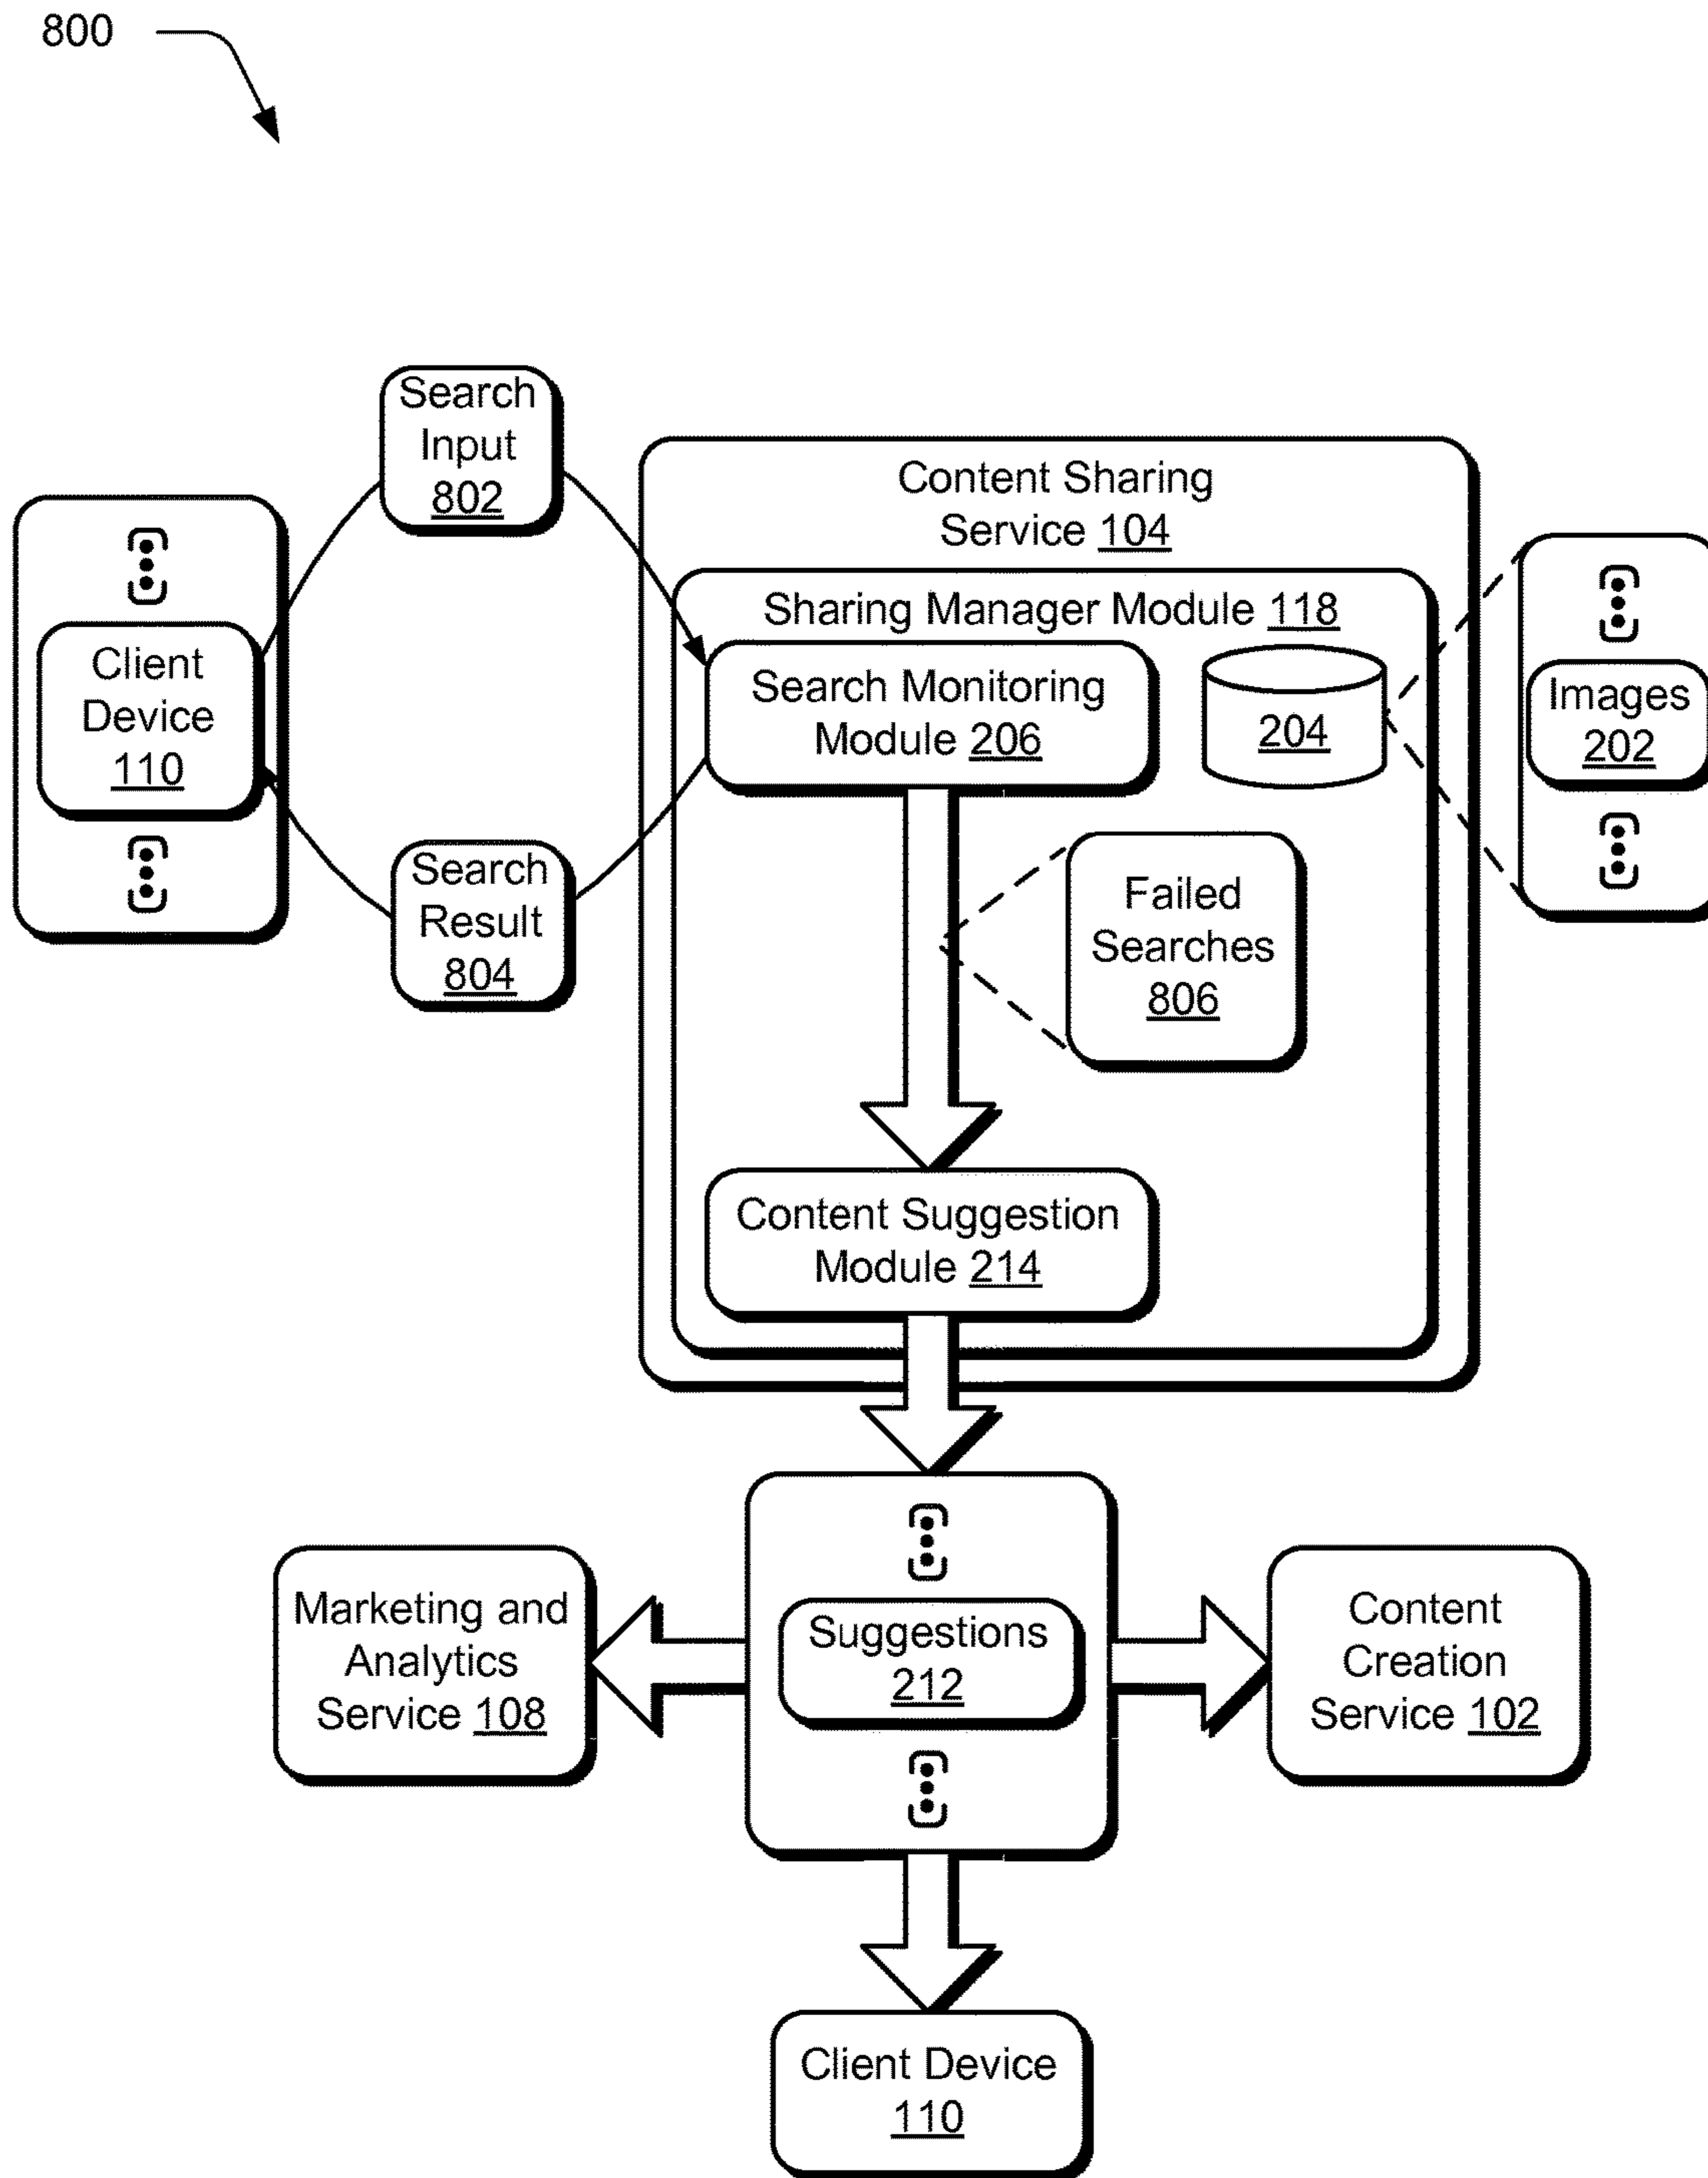 800
Search
Input
802
Content Sharing
Service 104
Sharing Manager Module 118
Client
Device
110
Search Monitoring
Module 206
204
Images
202
Search
Result
804
Failed
Searches
806
Content Suggestion
Module 214
Marketing and
Analytics
Service 108
Suggestions
212
Content
Creation
Service 102
Client Device
110